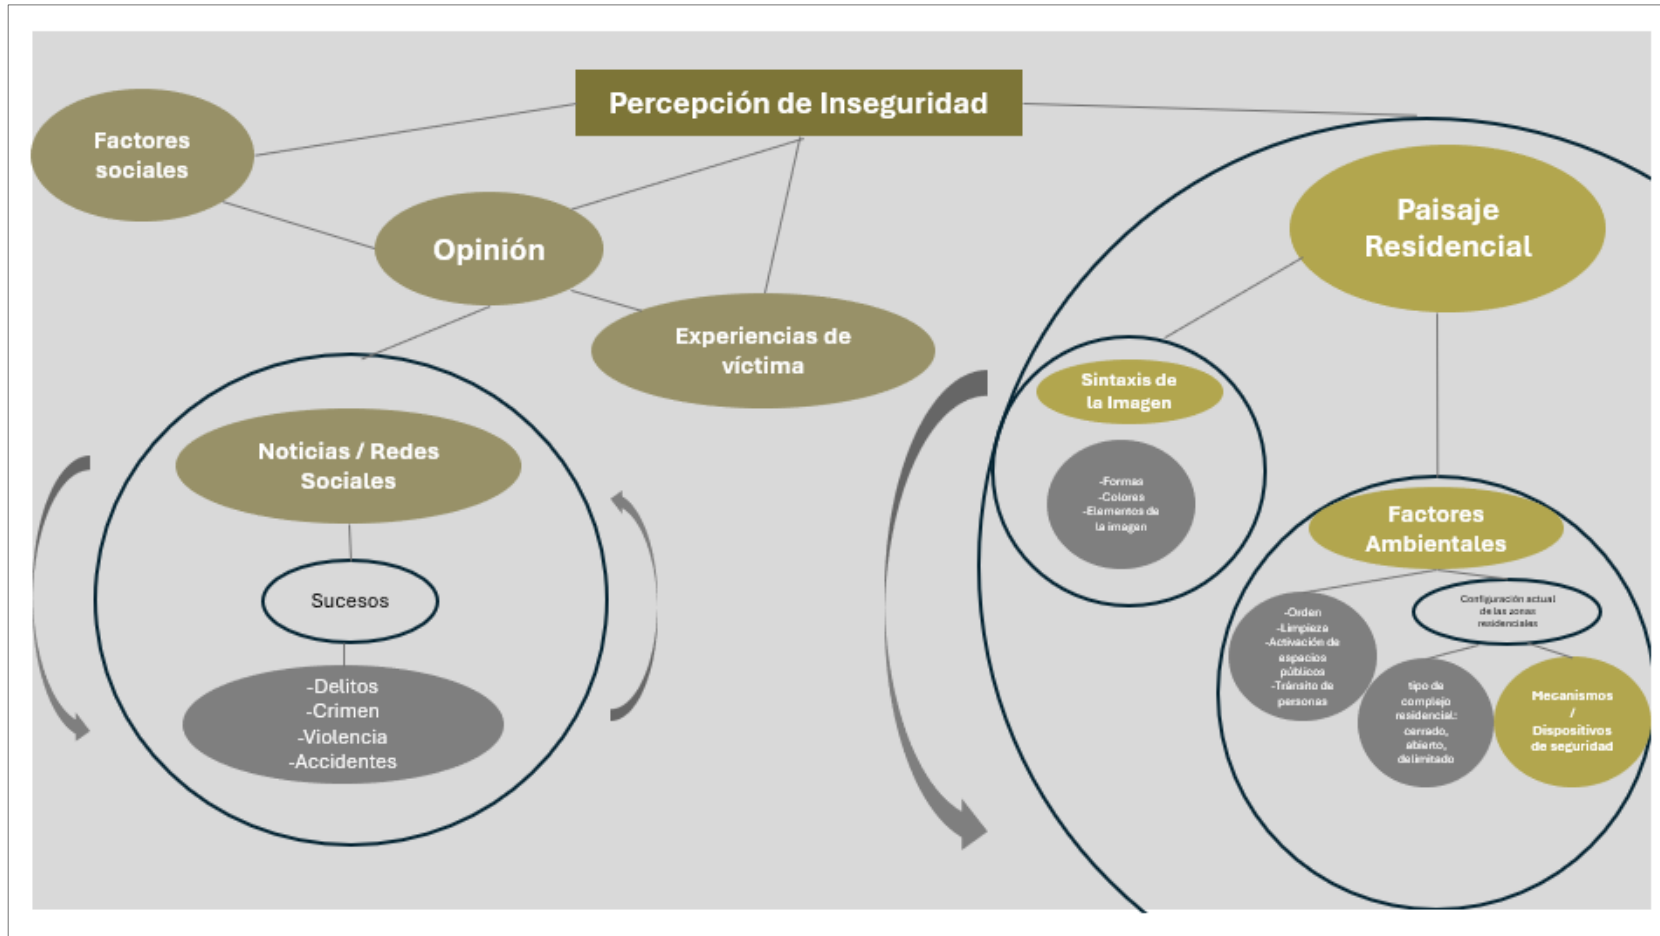 Percepción de Inseguridad
Factores
sociales
Opinión
Experiencias de
víctima
Noticias / Redes
Sociales
Sucesos
-Delitos
-Crimen
-Violencia
-Accidentes
Paisaje
Residencial
Sintaxis de
la Imagen
-Formas
-Colores
-Elementos de
la imagen
Factores
Ambientales
-Orden
-Limpieza
-Activación de
espacios
públicos
-Tránsito de
personas
Configuración actual
de las zonas
residenciales
tipo de
complejo
residencial:
cerrado,
abierto,
delimitado
Mecanismos
/
Dispositivos
de seguridad